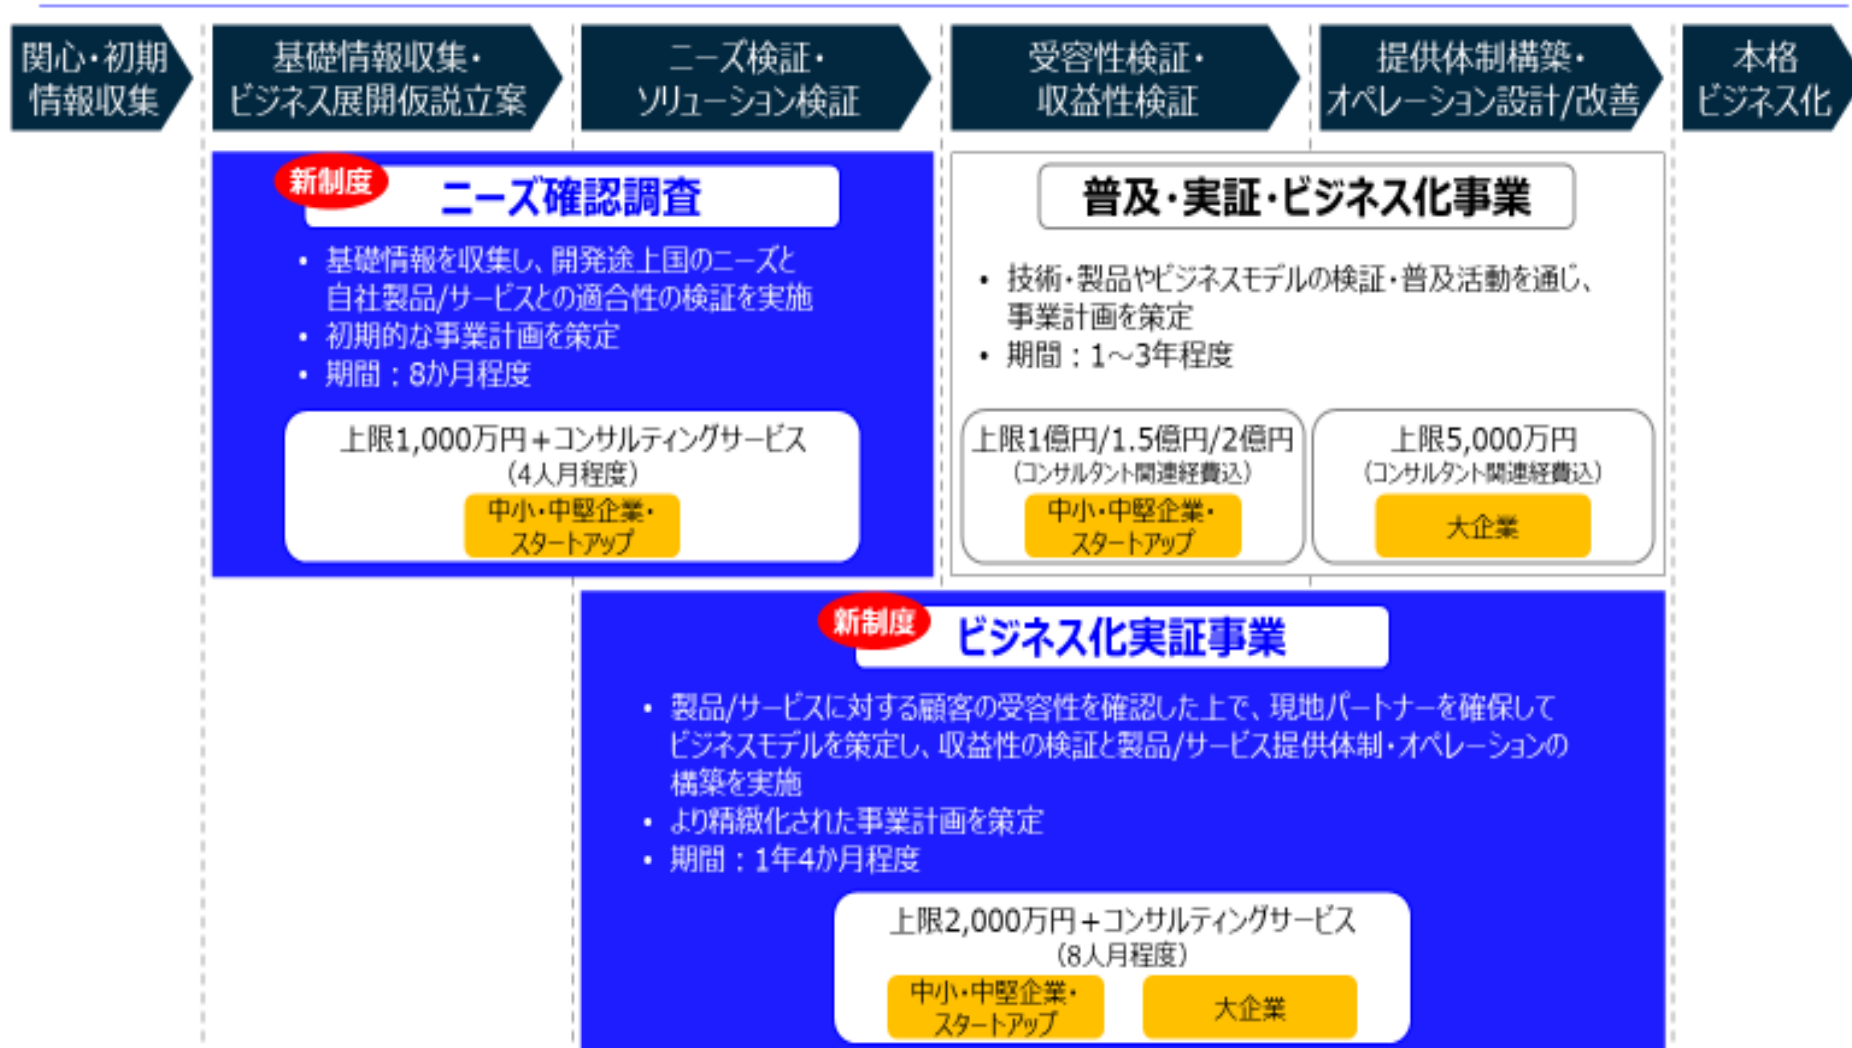 関心・初期
情報収集
基礎情報収集・
ビジネス展開仮説立案
ニーズ検証・
ソリューション検証
受容性検証・
収益性検証
提供体制構築・
オペレーション設計/改善
本格
ビジネス化
新制度
ニーズ確認調査
• 基礎情報を収集し、開発途上国のニーズと
自社製品/サービスとの適合性の検証を実施
• 初期的な事業計画を策定
• 期間：8か月程度
上限1,000万円＋コンサルティングサービス
（4人月程度）
中小・中堅企業・
スタートアップ
普及・実証・ビジネス化事業
• 技術・製品やビジネスモデルの検証・普及活動を通じ、
事業計画を策定
• 期間：1～3年程度
上限1億円/1.5億円/2億円
（コンサルタント関連経費込）
中小・中堅企業・
スタートアップ
上限5,000万円
（コンサルタント関連経費込）
大企業
新制度
ビジネス化実証事業
• 製品/サービスに対する顧客の受容性を確認した上で、現地パートナーを確保して
ビジネスモデルを策定し、収益性の検証と製品/サービス提供体制・オペレーションの
構築を実施
• より精緻化された事業計画を策定
• 期間：1年4か月程度
上限2,000万円＋コンサルティングサービス
（8人月程度）
中小・中堅企業・
スタートアップ
大企業